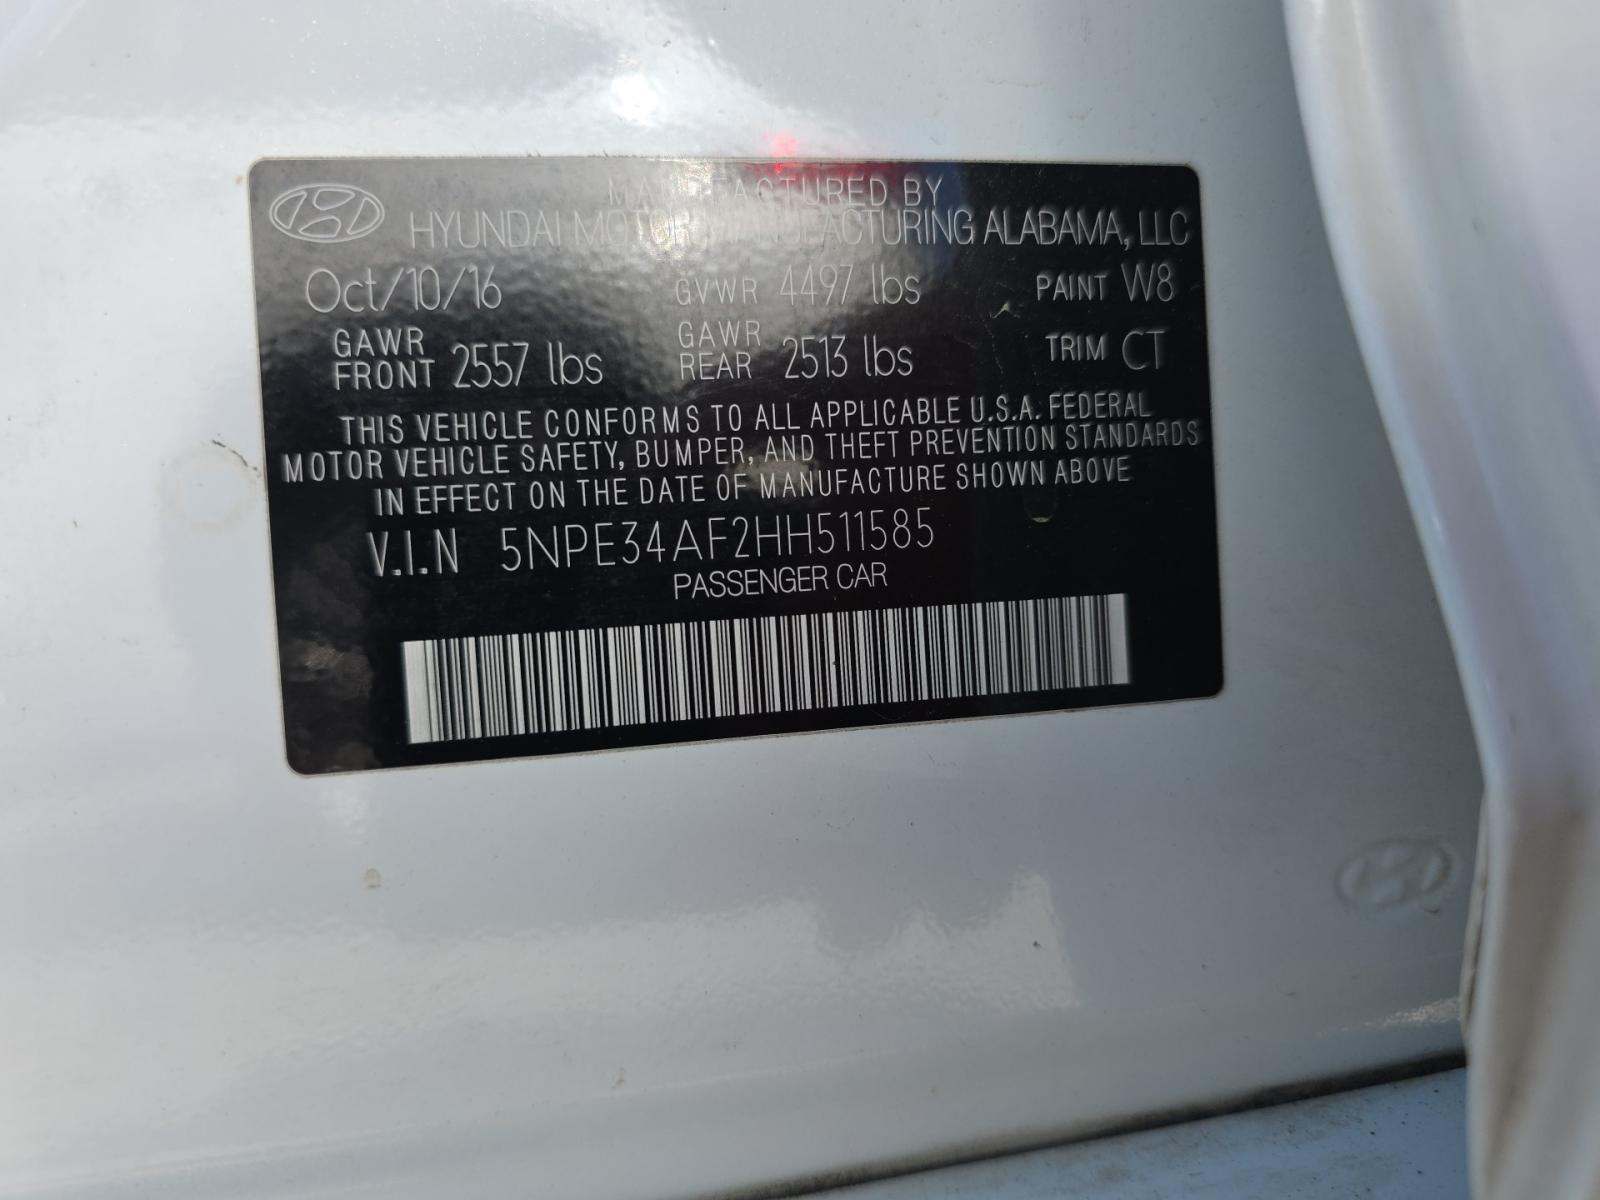 MANUFACTURED BY
HYUNDAI MOTOR MANUFACTURING ALABAMA, LLC
Oct/10/16 GVWR 4497 lbs PAINT W8
GAWR FRONT 2557 lbs GAWR REAR 2513 lbs TRIM CT
THIS VEHICLE CONFORMS TO ALL APPLICABLE U.S.A. FEDERAL
MOTOR VEHICLE SAFETY, BUMPER, AND THEFT PREVENTION STANDARDS
IN EFFECT ON THE DATE OF MANUFACTURE SHOWN ABOVE
V.I.N 5NPE34AF2HH511585
PASSENGER CAR